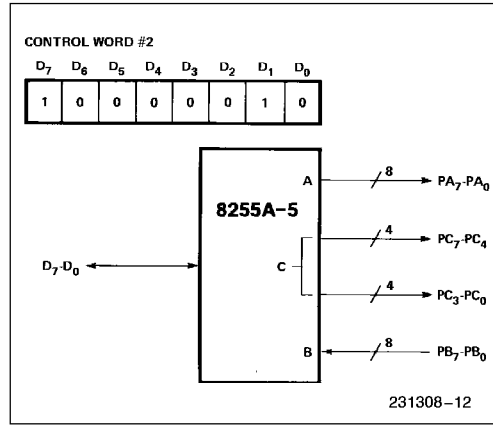 CONTROL WORD #2
D7 D6 D5 D4 D3 D2 D1 D0
1 0 0 0 0 0 1 0
A 8 PA7-PA0
8255A-5
4 PC7-PC4
D7-D0 C
4 PC3-PC0
B 8 PB7-PB0
231308-12